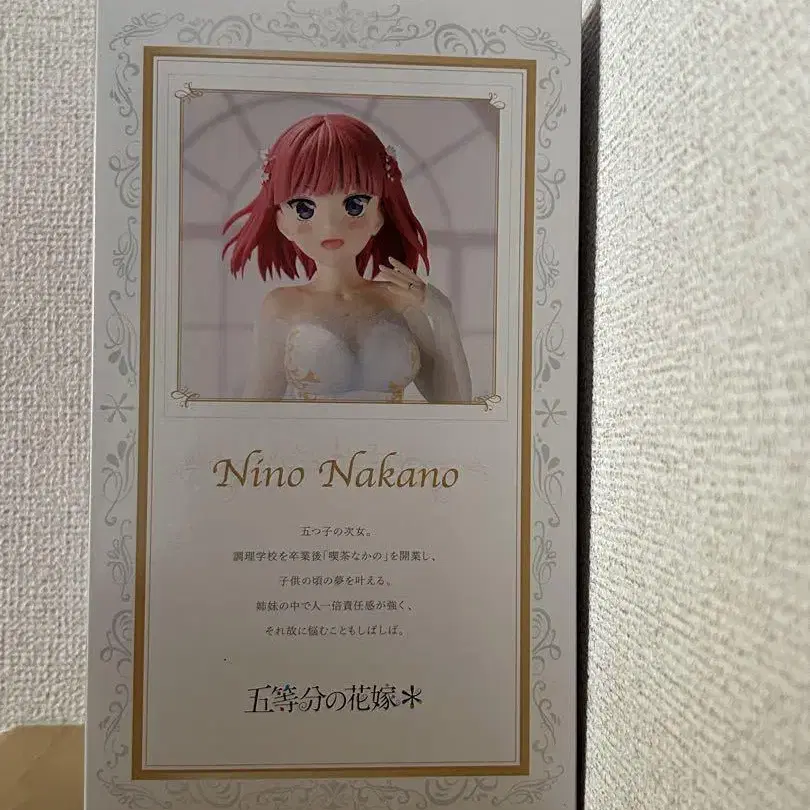 Nino Nakano
五つ子の次女。
調理学校を卒業後「喫茶なかの」を開業し、
子供の頃の夢を叶える。
姉妹の中で人一倍責任感が強く、
それ故に悩むこともしばしば。
五等分の花嫁＊